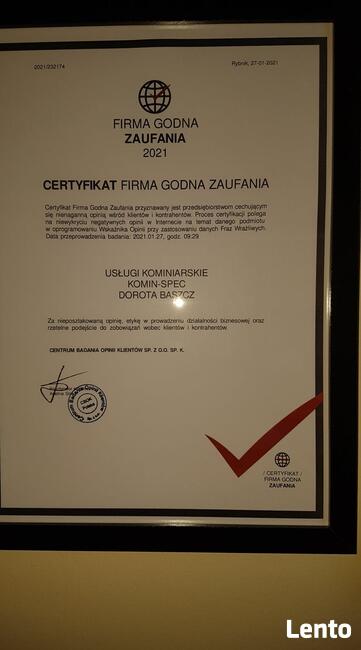 2021/232174
Rybnik, 27-01-2021
FIRMA GODNA
ZAUFANIA
2021
CERTYFIKAT FIRMA GODNA ZAUFANIA
Certyfikat Firma Godna Zaufania przyznawany jest przedsiębiorstwom cechującym
się nienaganną opinią wśród klientów i kontrahentów. Proces certyfikacji polega
na niewykryciu negatywnych opinii w Internecie na temat danego podmiotu
w oprogramowaniu Wskaźnika Opinii przy zastosowaniu danych Fraz Wrażliwych.
Data przeprowadzenia badania: 2021.01.27, godz. 09:29
USŁUGI KOMINIARSKIE
KOMIN-SPEC
DOROTA BASZCZ
Za nieposzlakowaną opinię, etykę w prowadzeniu działalności biznesowej oraz
rzetelne podejście do zobowiązań wobec klientów i kontrahentów.
CENTRUM BADANIA OPINII KLIENTÓW SP. Z O.O. SP. K.
/ CERTYFIKAT /
FIRMA GODNA
ZAUFANIA
Lento